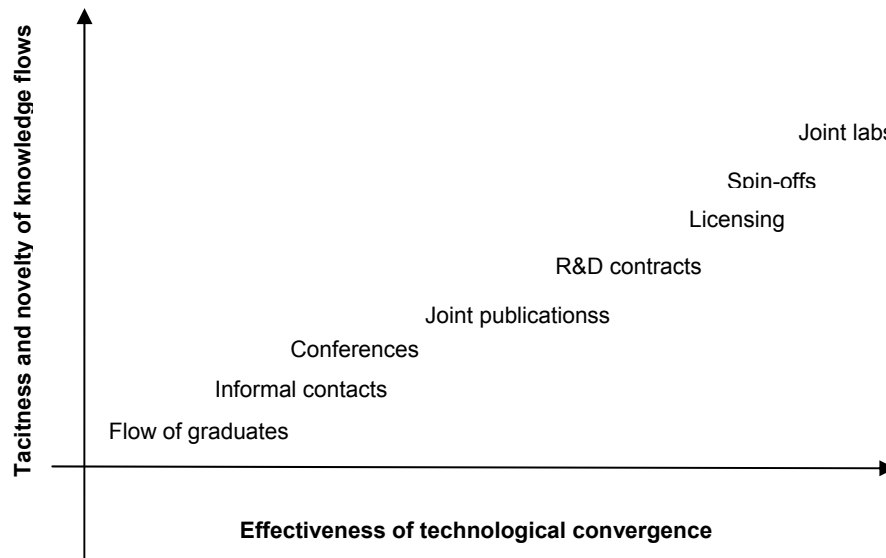 Tacitness and novelty of knowledge flows
Joint labs
Spin-offs
Licensing
R&D contracts
Joint publicationss
Conferences
Informal contacts
Flow of graduates
Effectiveness of technological convergence